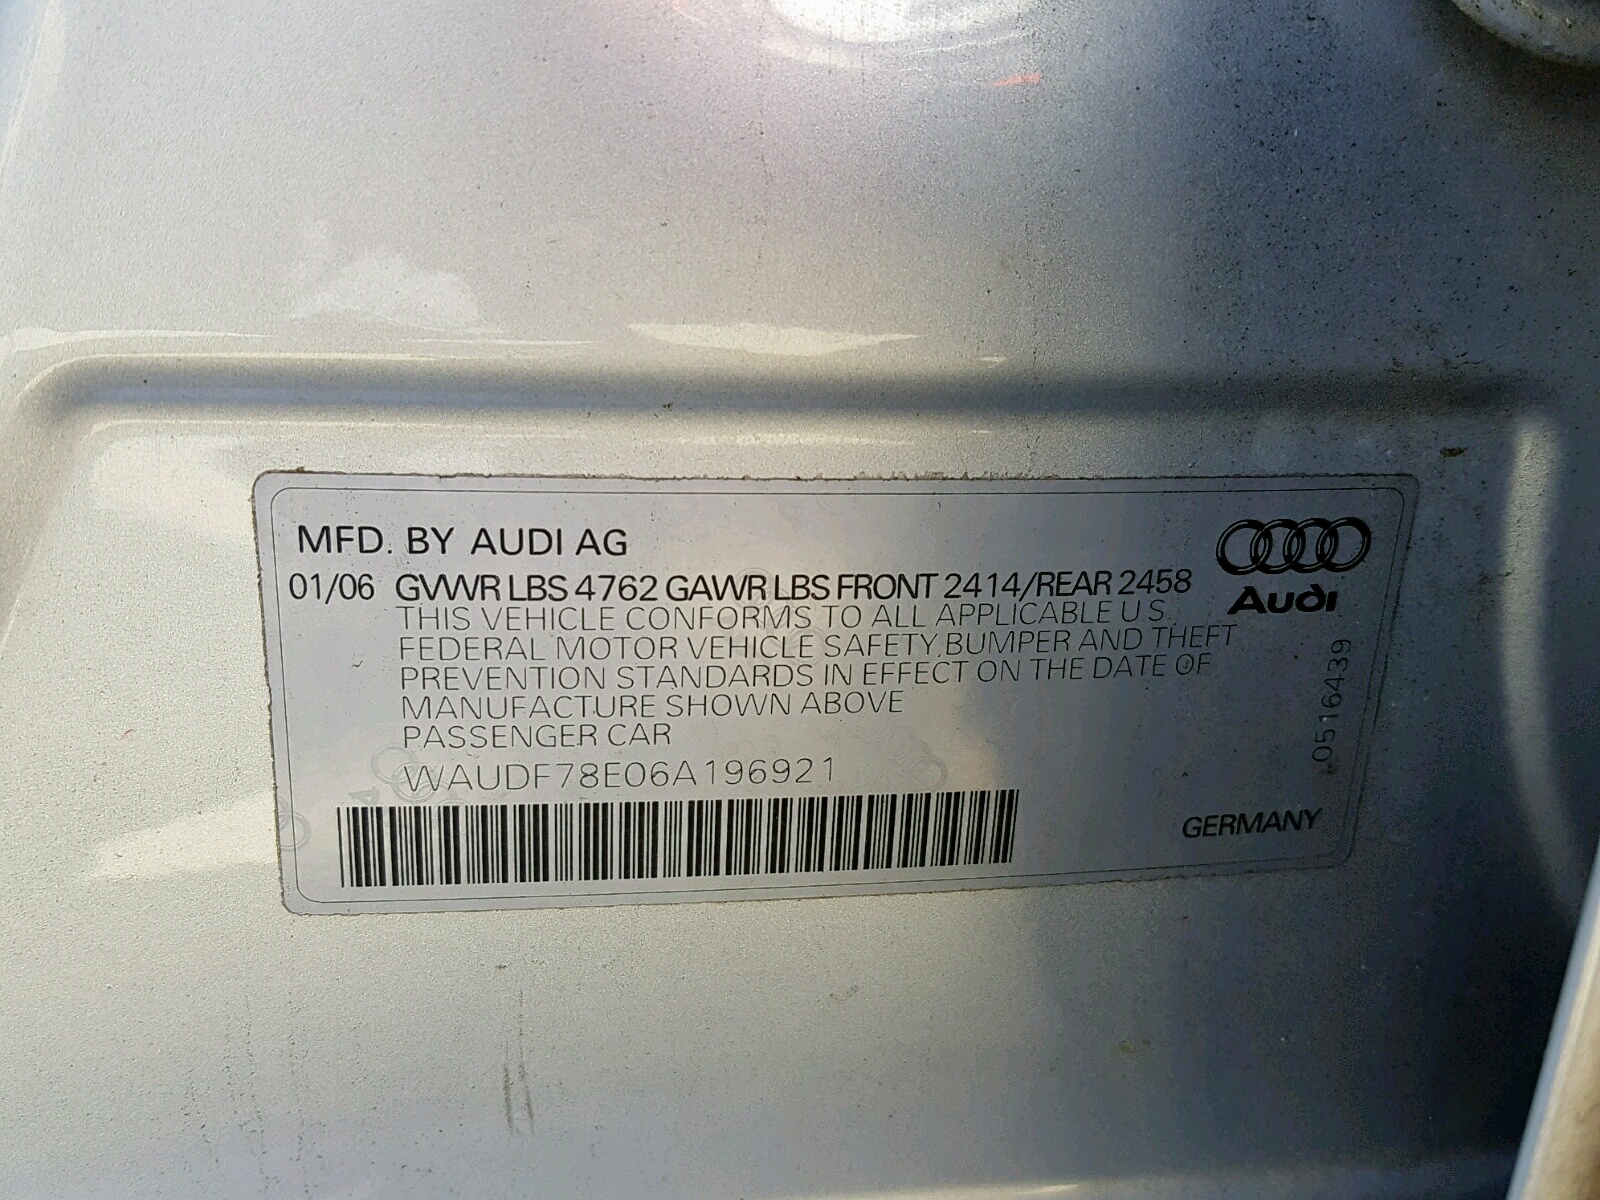 MFD. BY AUDI AG
01/06 GVWR LBS 4762 GAWR LBS FRONT 2414/REAR 2458
THIS VEHICLE CONFORMS TO ALL APPLICABLE U.S.
FEDERAL MOTOR VEHICLE SAFETY, BUMPER AND THEFT
PREVENTION STANDARDS IN EFFECT ON THE DATE OF
MANUFACTURE SHOWN ABOVE
PASSENGER CAR
WAUDF78E06A196921
Audi
.0516439
GERMANY